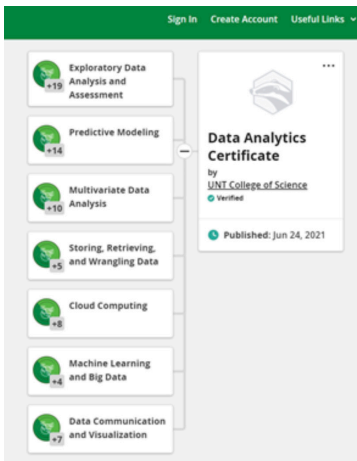 Sign In Create Account Useful Links
Exploratory Data
Analysis and
Assessment
+19
Predictive Modeling
+14
Multivariate Data
Analysis
+10
Storing, Retrieving,
and Wrangling Data
+5
Cloud Computing
+8
Machine Learning
and Big Data
+4
Data Communication
and Visualization
+7
Data Analytics
Certificate
by
UNT College of Science
Verified
Published: Jun 24, 2021